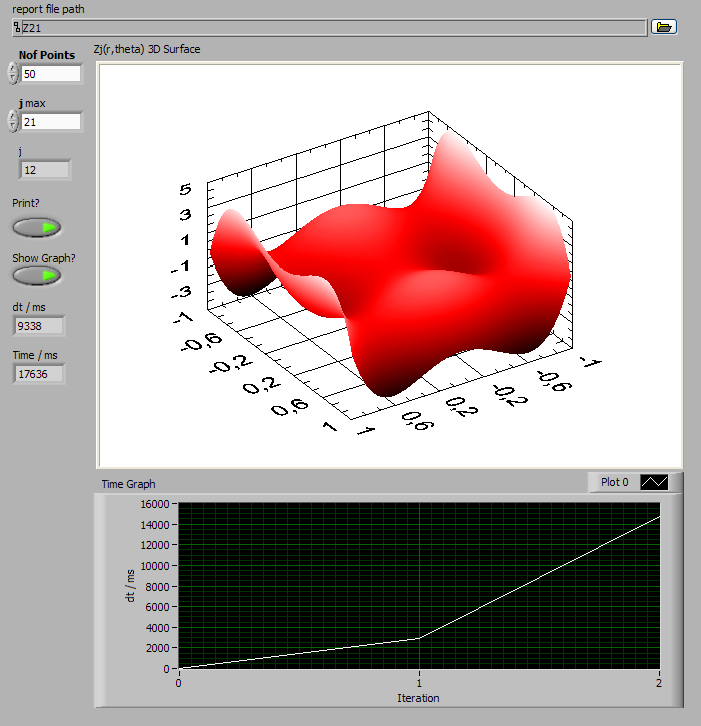 report file path
Z21
Nof Points
50
j max
21
j
12
Print?
Show Graph?
dt / ms
9338
Time / ms
17636
Zj(r,theta) 3D Surface
5
3
1
-1
-3
-1
-0,6
-0,2
0,2
0,6
1
1
0,6
0,2
-0,2
-0,6
-1
Time Graph
Plot 0
16000
14000
12000
10000
8000
6000
4000
2000
0
dt / ms
0 1 2
Iteration